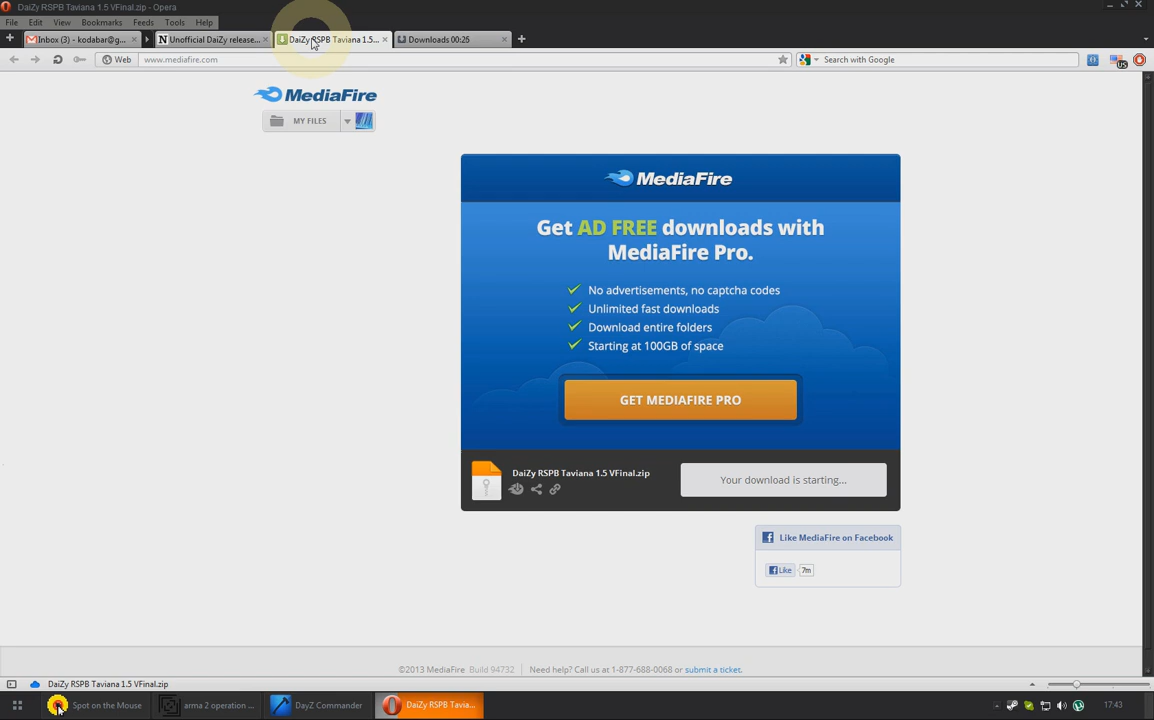 DaiZy RSPB Taviana 1.5 VFinal.zip - Opera
File Edit View Bookmarks Feeds Tools Help
Inbox (3) - kodabar@g...
Unofficial DaiZy release...
DaiZy RSPB Taviana 1.5...
Downloads 00:25
Web
www.mediafire.com
Search with Google
US
MediaFire
MY FILES
MediaFire
Get AD FREE downloads with
MediaFire Pro.
No advertisements, no captcha codes
Unlimited fast downloads
Download entire folders
Starting at 100GB of space
GET MEDIAFIRE PRO
DaiZy RSPB Taviana 1.5 VFinal.zip
Your download is starting...
Like MediaFire on Facebook
Like
7m
©2013 MediaFire Build 94732 Need help? Call us at 1-877-688-0068 or submit a ticket.
DaiZy RSPB Taviana 1.5 VFinal.zip
Spot on the Mouse
arma 2 operation ...
DayZ Commander
DaiZy RSPB Tavia...
17:43